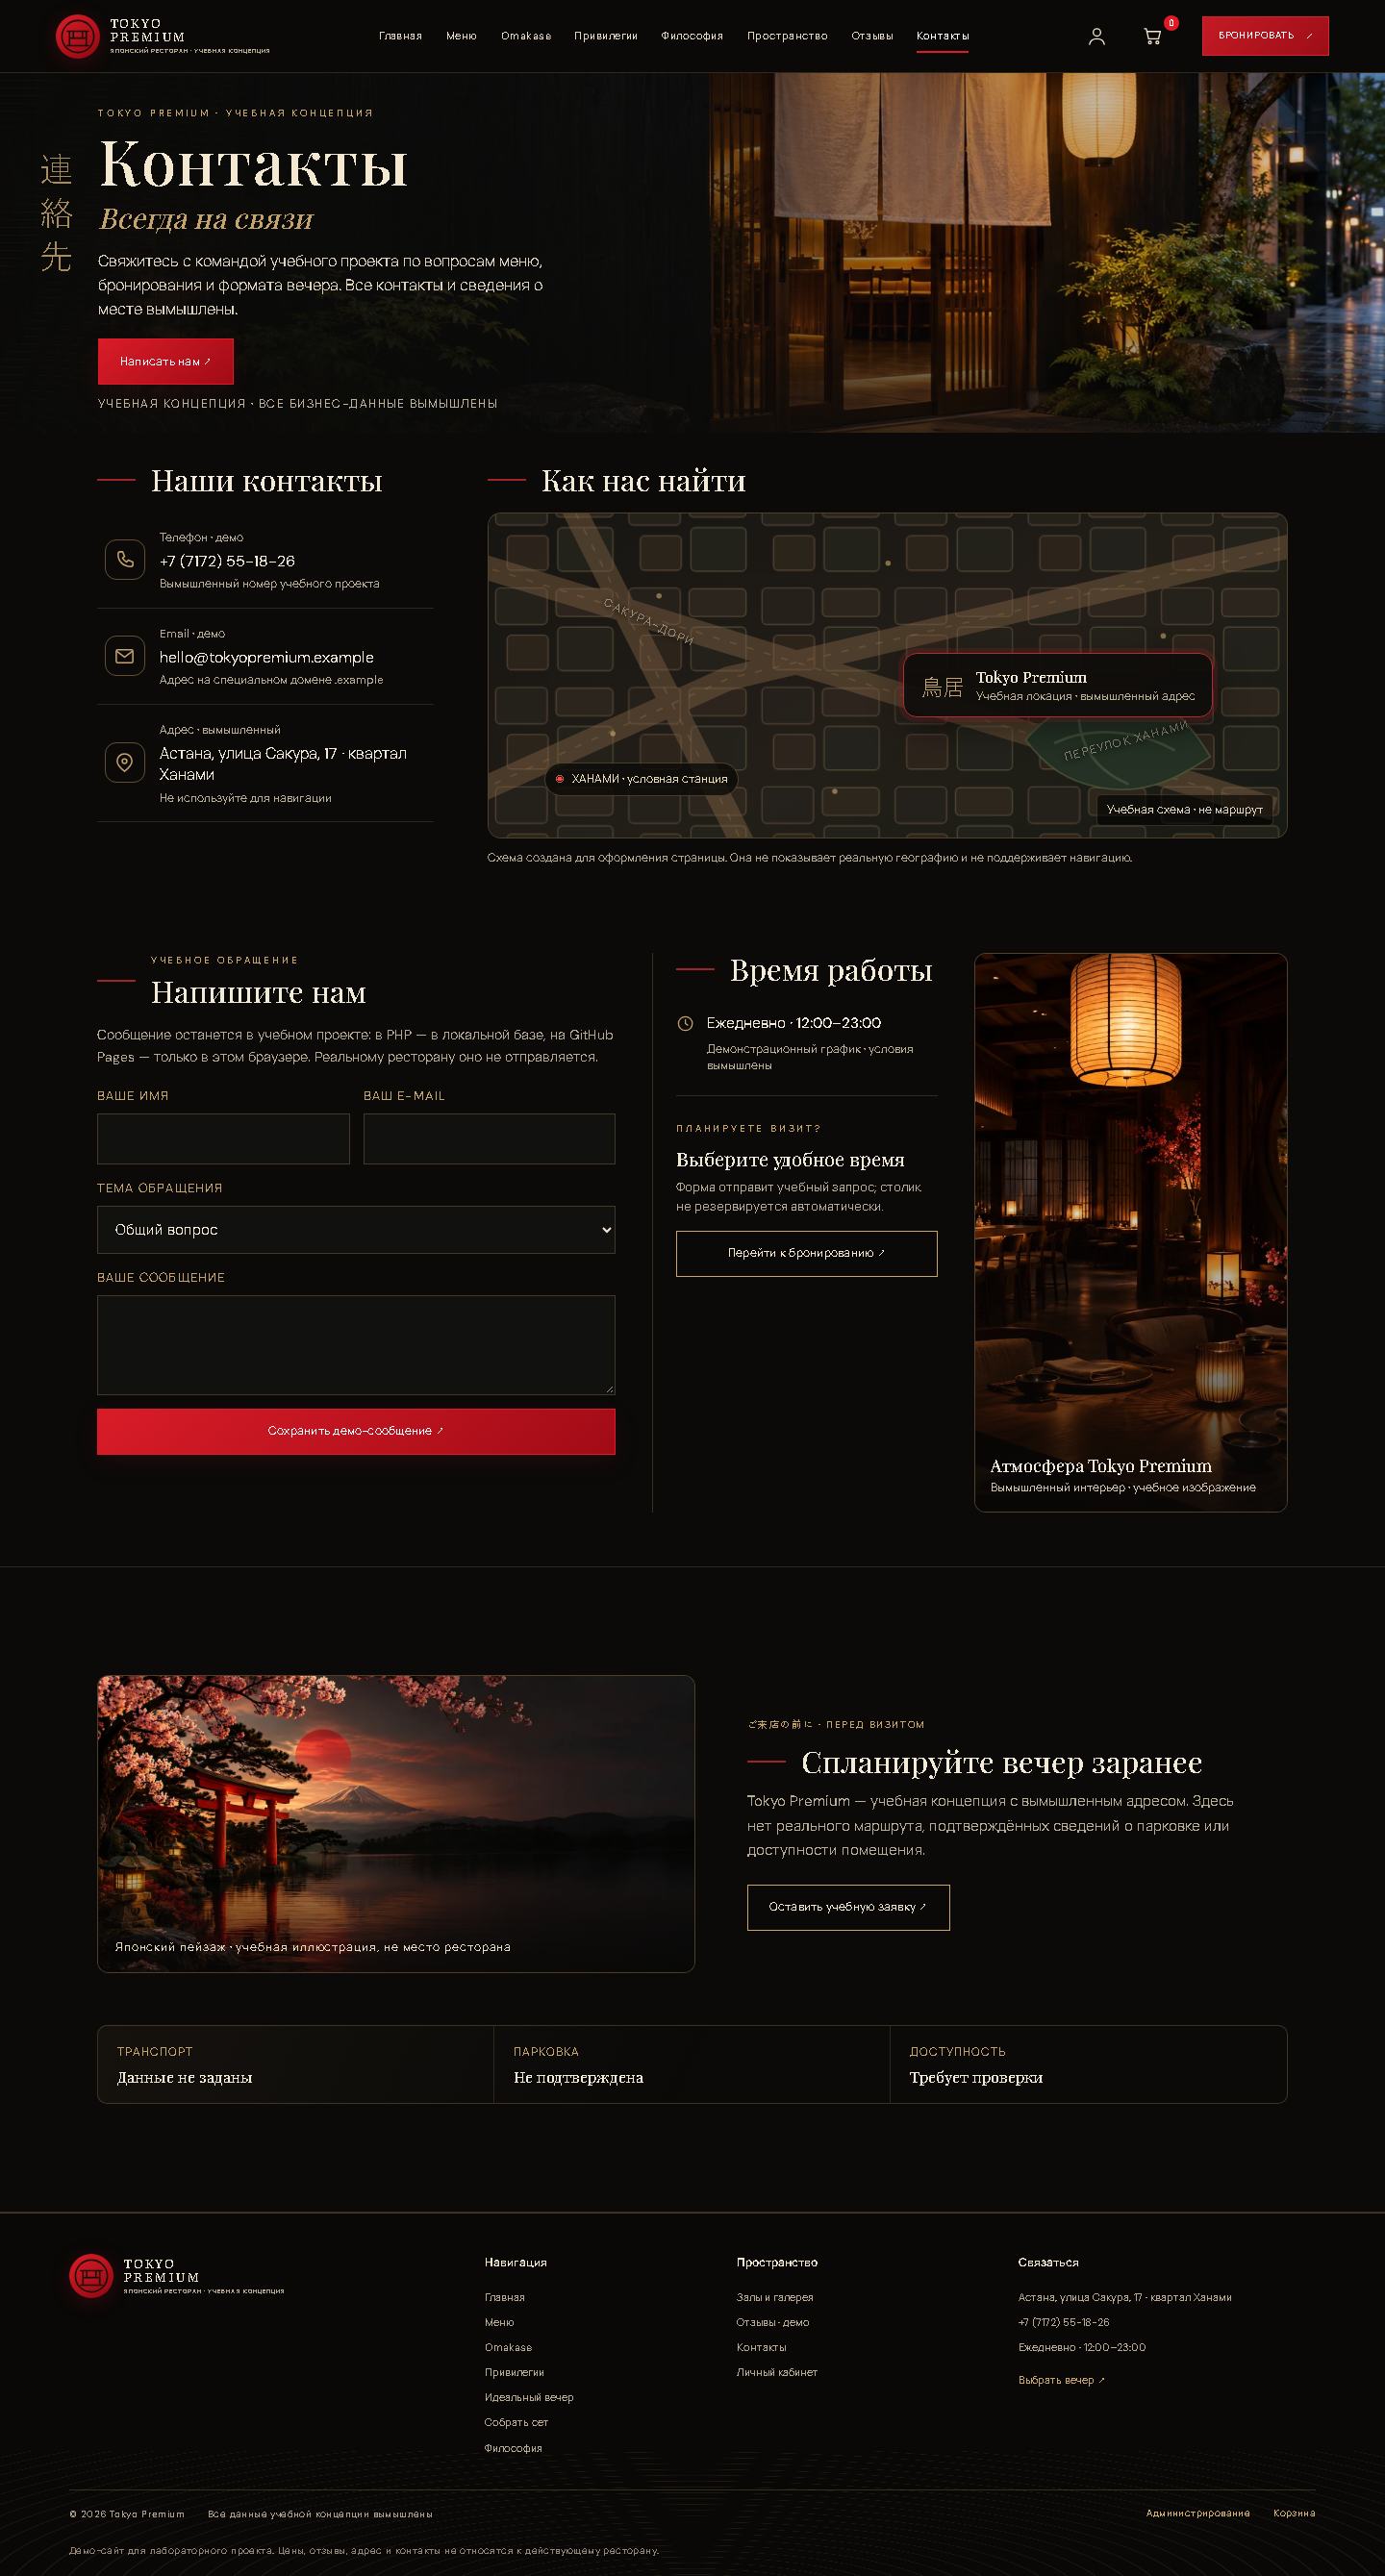 TOKYO
PREMIUM
ЯПОНСКИЙ РЕСТОРАН · УЧЕБНАЯ КОНЦЕПЦИЯ
Главная
Меню
Omakase
Привилегии
Философия
Пространство
Отзывы
Контакты
0
БРОНИРОВАТЬ ↗
TOKYO PREMIUM · УЧЕБНАЯ КОНЦЕПЦИЯ
連絡先
Контакты
Всегда на связи
Свяжитесь с командой учебного проекта по вопросам меню,
бронирования и формата вечера. Все контакты и сведения о
месте вымышлены.
Написать нам ↗
УЧЕБНАЯ КОНЦЕПЦИЯ · ВСЕ БИЗНЕС-ДАННЫЕ ВЫМЫШЛЕНЫ
Наши контакты
Телефон · демо
+7 (7172) 55-18-26
Вымышленный номер учебного проекта
Email · демо
hello@tokyopremium.example
Адрес на специальном домене .example
Адрес · вымышленный
Астана, улица Сакура, 17 · квартал
Ханами
Не используйте для навигации
Как нас найти
САКУРА-ДОРИ
鳥居
Tokyo Premium
Учебная локация · вымышленный адрес
ПЕРЕУЛОК ХАНАМИ
ХАНАМИ · условная станция
Учебная схема · не маршрут
Схема создана для оформления страницы. Она не показывает реальную географию и не поддерживает навигацию.
УЧЕБНОЕ ОБРАЩЕНИЕ
Напишите нам
Сообщение останется в учебном проекте: в PHP — в локальной базе, на GitHub
Pages — только в этом браузере. Реальному ресторану оно не отправляется.
ВАШЕ ИМЯ
ВАШ E-MAIL
ТЕМА ОБРАЩЕНИЯ
Общий вопрос
ВАШЕ СООБЩЕНИЕ
Сохранить демо-сообщение ↗
Время работы
Ежедневно · 12:00–23:00
Демонстрационный график · условия
вымышлены
ПЛАНИРУЕТЕ ВИЗИТ?
Выберите удобное время
Форма отправит учебный запрос; столик
не резервируется автоматически.
Перейти к бронированию ↗
Атмосфера Tokyo Premium
Вымышленный интерьер · учебное изображение
Японский пейзаж · учебная иллюстрация, не место ресторана
ご来店の前に · ПЕРЕД ВИЗИТОМ
Спланируйте вечер заранее
Tokyo Premium — учебная концепция с вымышленным адресом. Здесь
нет реального маршрута, подтверждённых сведений о парковке или
доступности помещения.
Оставить учебную заявку ↗
ТРАНСПОРТ
Данные не заданы
ПАРКОВКА
Не подтверждена
ДОСТУПНОСТЬ
Требует проверки
TOKYO
PREMIUM
ЯПОНСКИЙ РЕСТОРАН · УЧЕБНАЯ КОНЦЕПЦИЯ
Навигация
Главная
Меню
Omakase
Привилегии
Идеальный вечер
Собрать сет
Философия
Пространство
Залы и галерея
Отзывы · демо
Контакты
Личный кабинет
Связаться
Астана, улица Сакура, 17 · квартал Ханами
+7 (7172) 55-18-26
Ежедневно · 12:00–23:00
Выбрать вечер ↗
© 2026 Tokyo Premium
Все данные учебной концепции вымышлены
Администрирование
Корзина
Демо-сайт для лабораторного проекта. Цены, отзывы, адрес и контакты не относятся к действующему ресторану.